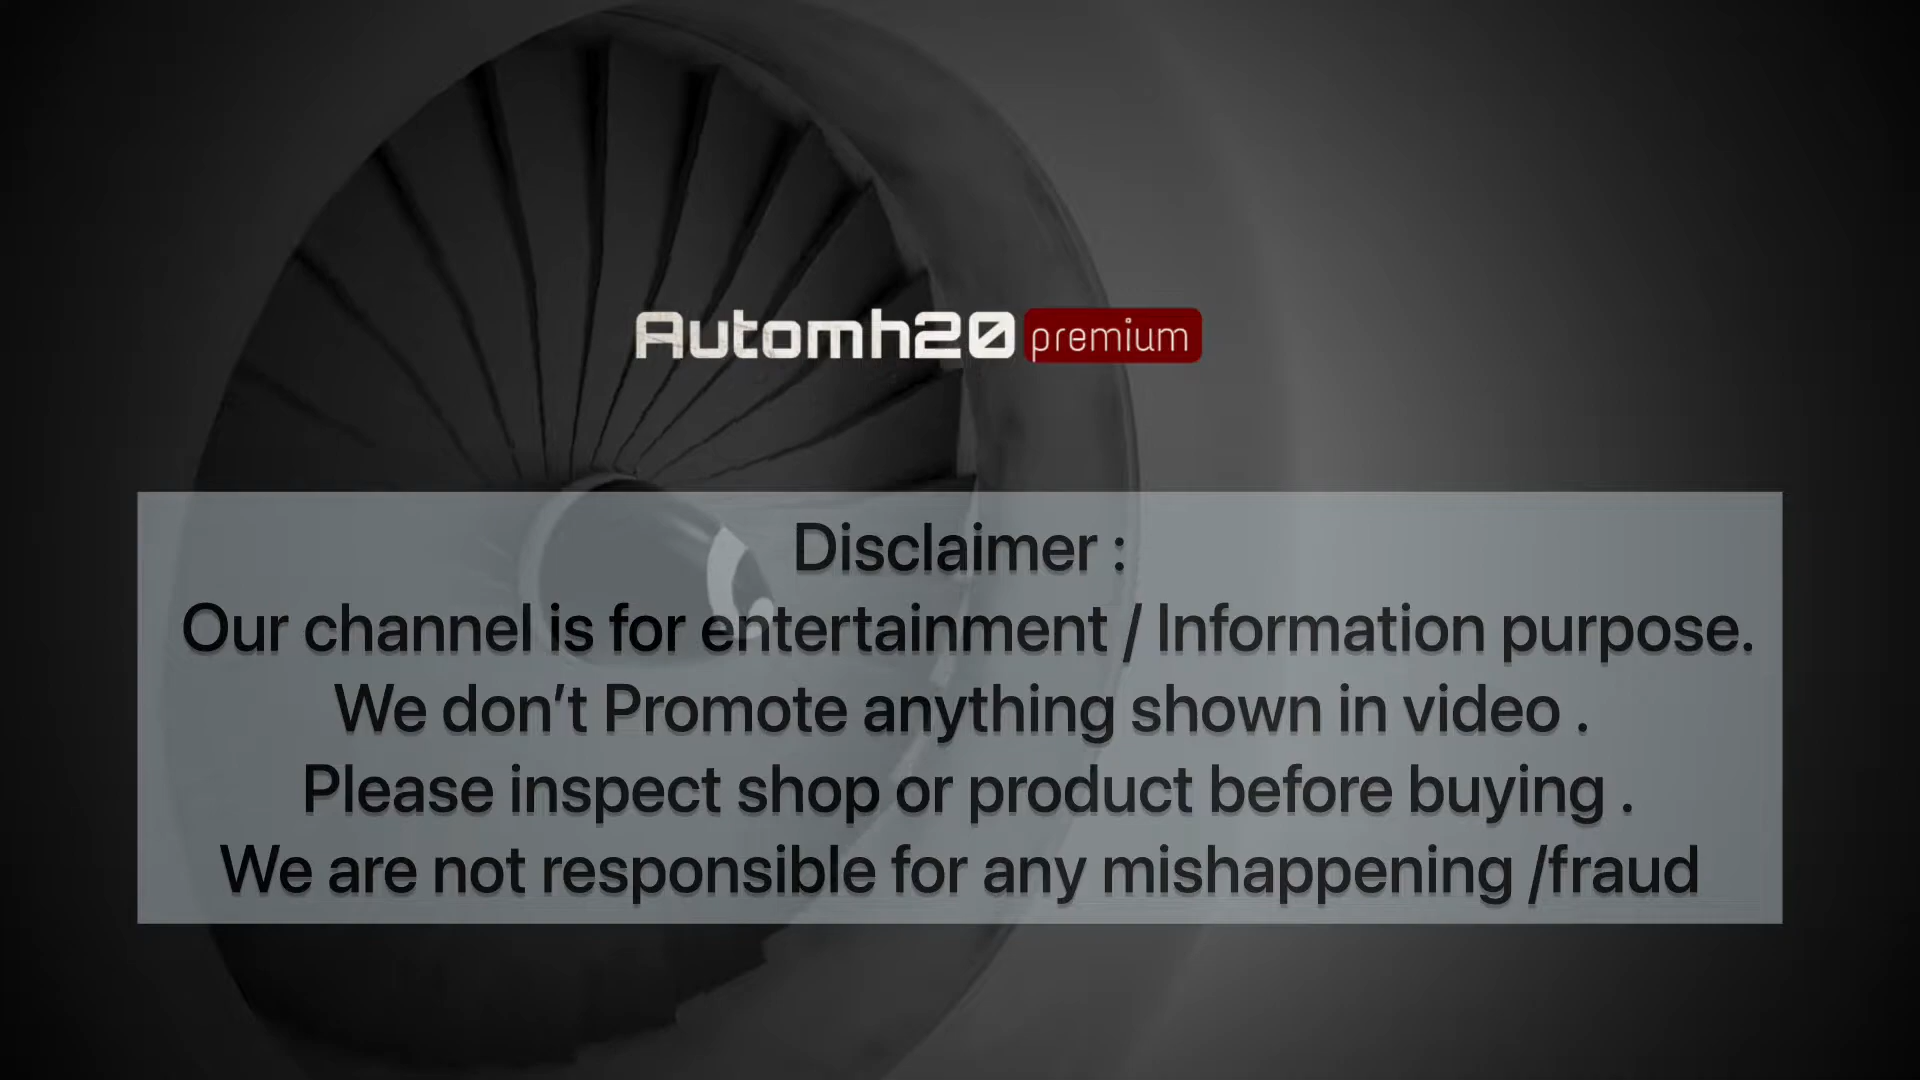 Automh20 premium
Disclaimer :
Our channel is for entertainment / Information purpose.
We don’t Promote anything shown in video .
Please inspect shop or product before buying .
We are not responsible for any mishappening /fraud